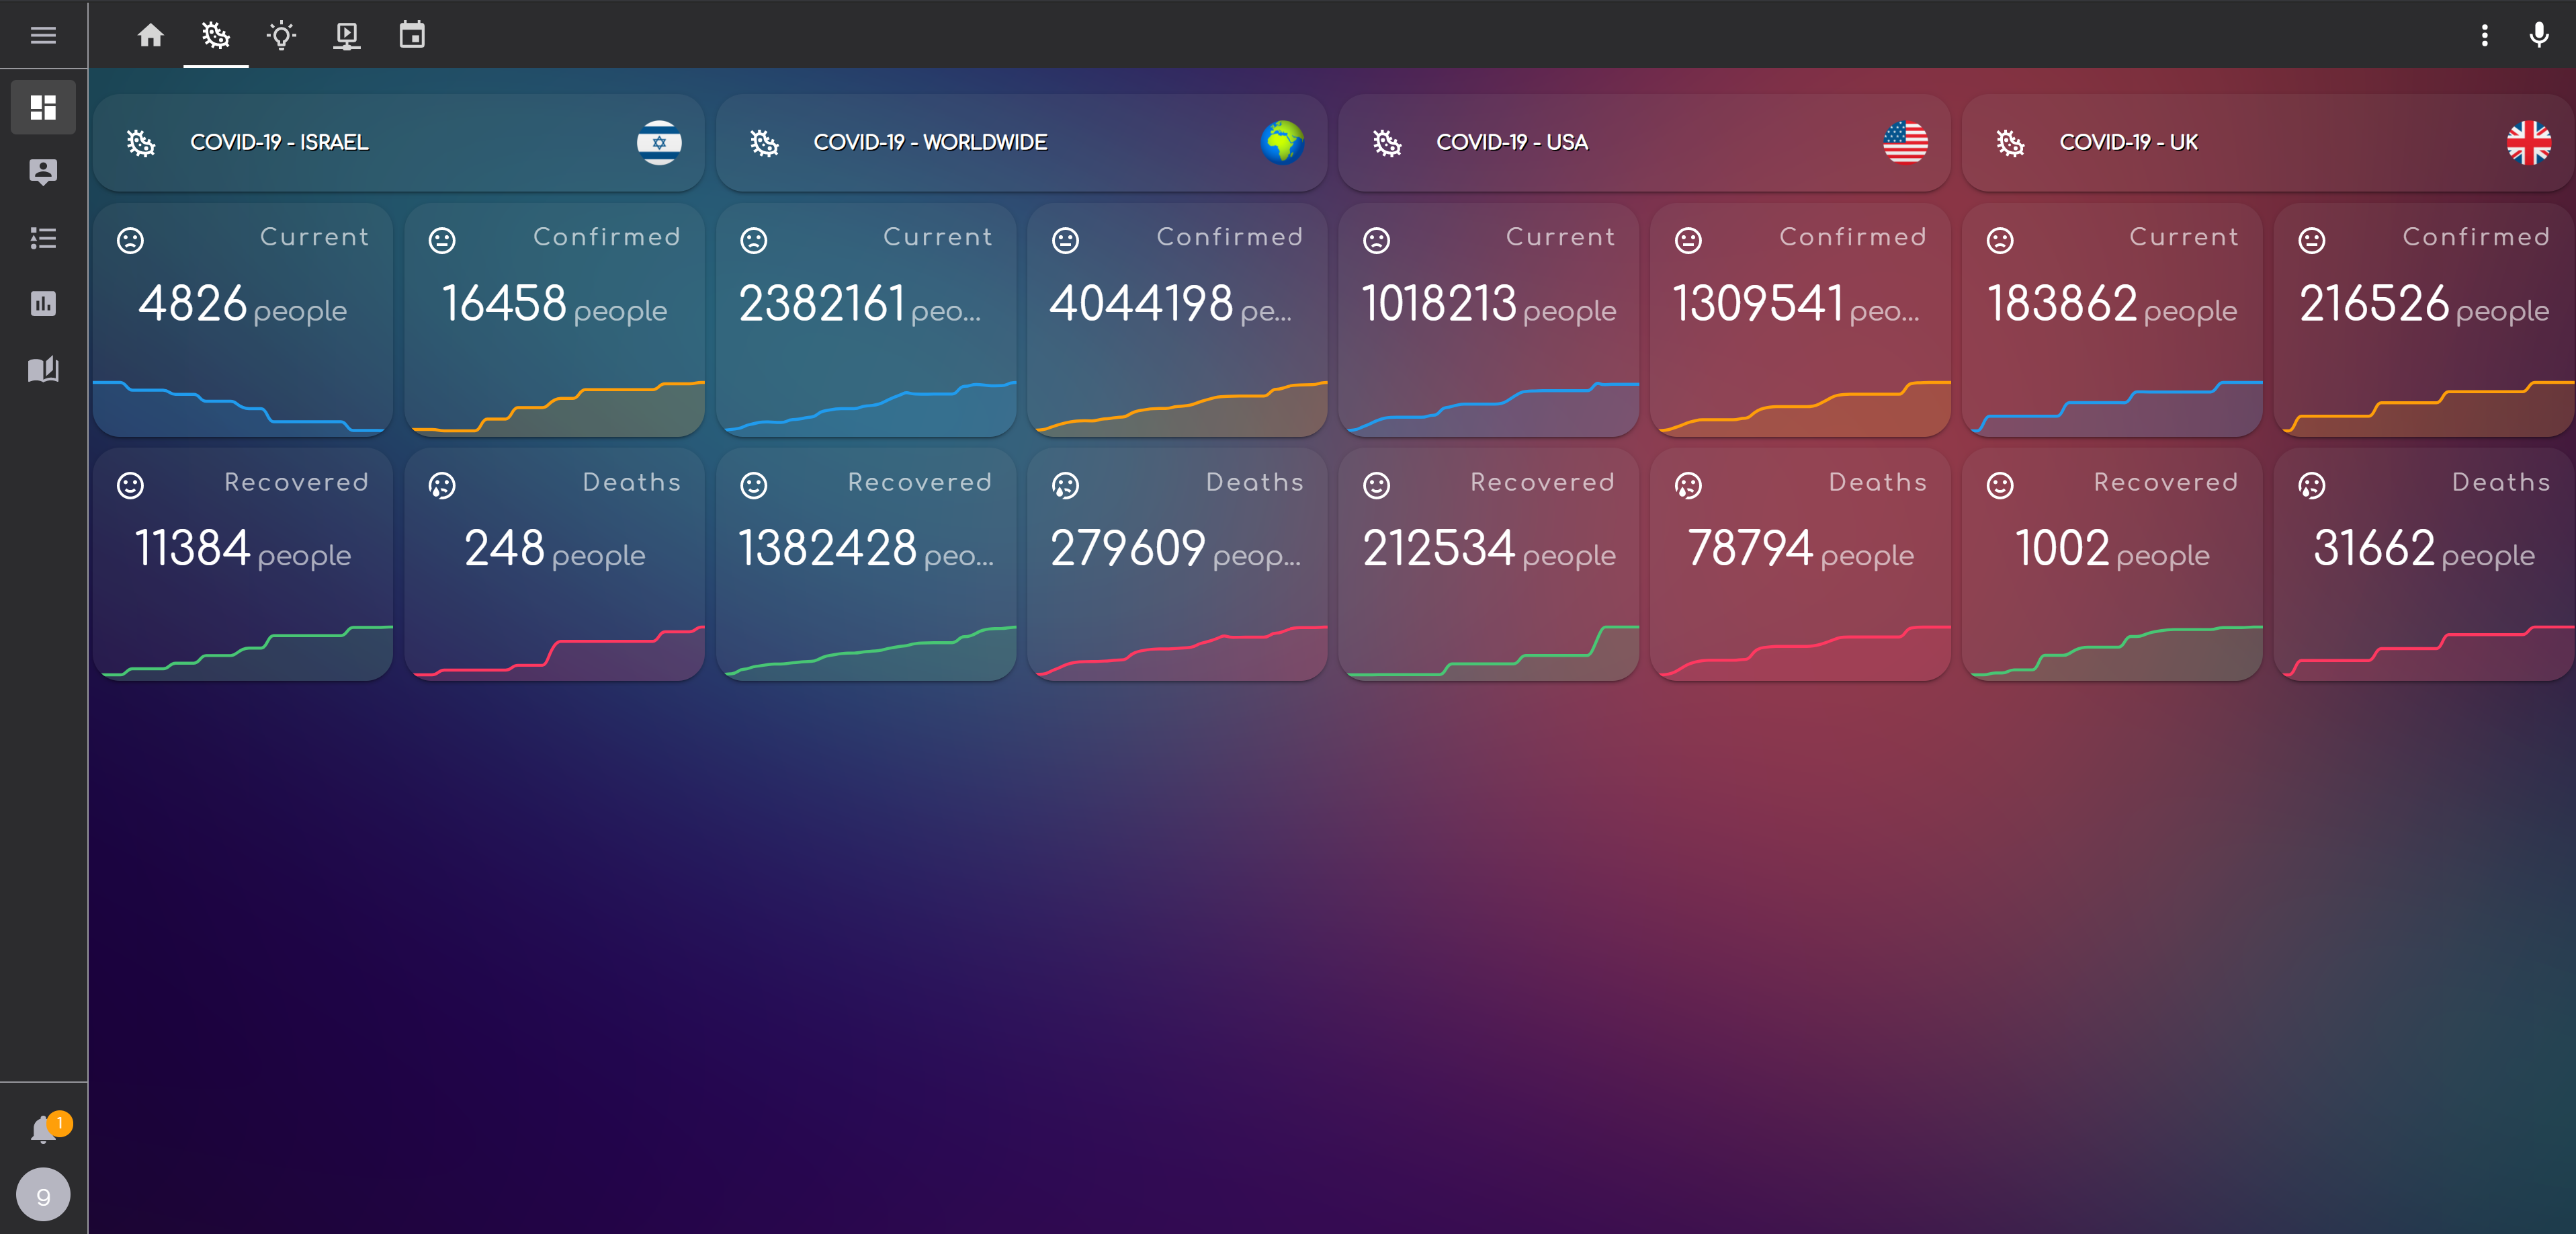 COVID-19 - ISRAEL
COVID-19 - WORLDWIDE
COVID-19 - USA
COVID-19 - UK
Current
4826 people
Confirmed
16458 people
Current
2382161 peo...
Confirmed
4044198 pe...
Current
1018213 people
Confirmed
1309541 peo...
Current
183862 people
Confirmed
216526 people
Recovered
11384 people
Deaths
248 people
Recovered
1382428 peo...
Deaths
279609 peop...
Recovered
212534 people
Deaths
78794 people
Recovered
1002 people
Deaths
31662 people
1
g